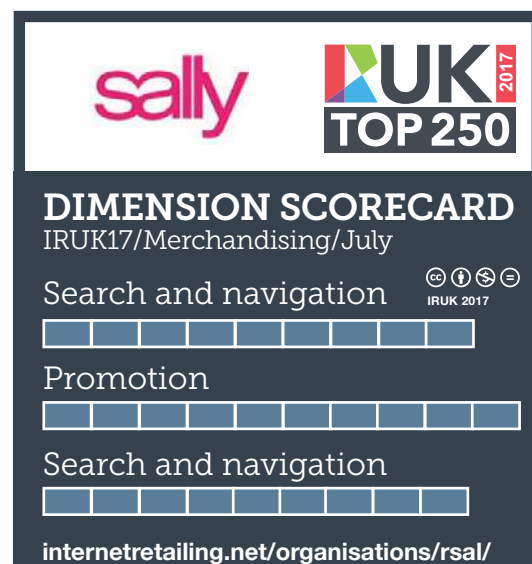 sally
IRUK
2017
TOP 250
DIMENSION SCORECARD
IRUK17/Merchandising/July
Search and navigation
cc
IRUK 2017
Promotion
Search and navigation
internetretailing.net/organisations/rsal/